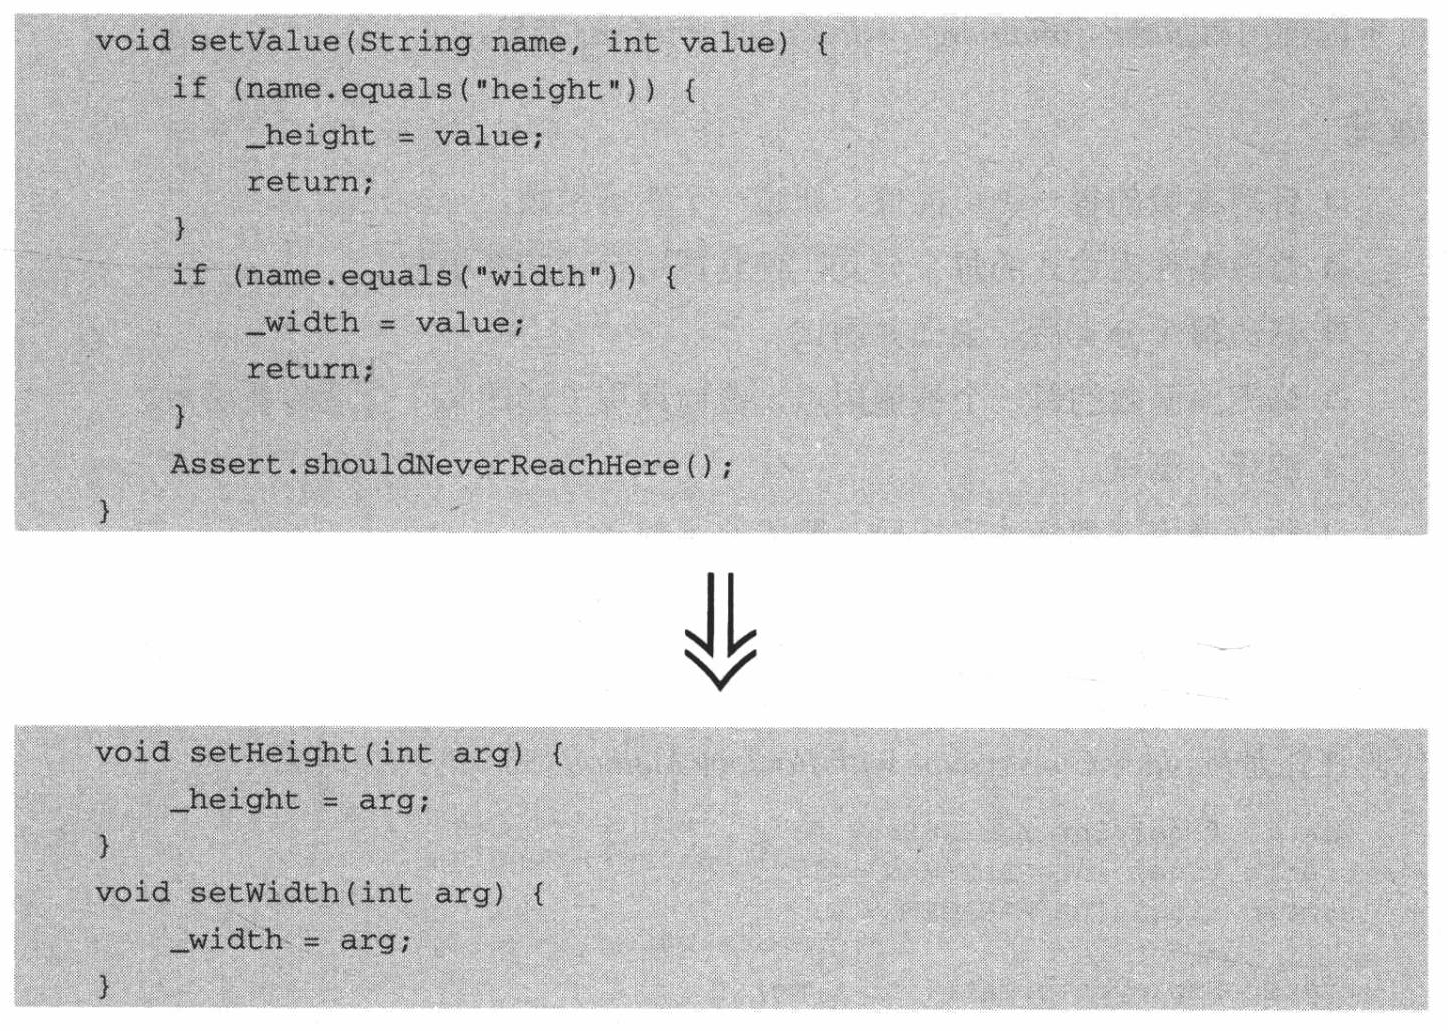 void setValue(String name, int value) {
    if (name.equals("height")) {
        _height = value;
        return;
    }
    if (name.equals("width")) {
        _width = value;
        return;
    }
    Assert.shouldNeverReachHere();
}
void setHeight(int arg) {
    _height = arg;
}
void setWidth(int arg) {
    _width = arg;
}